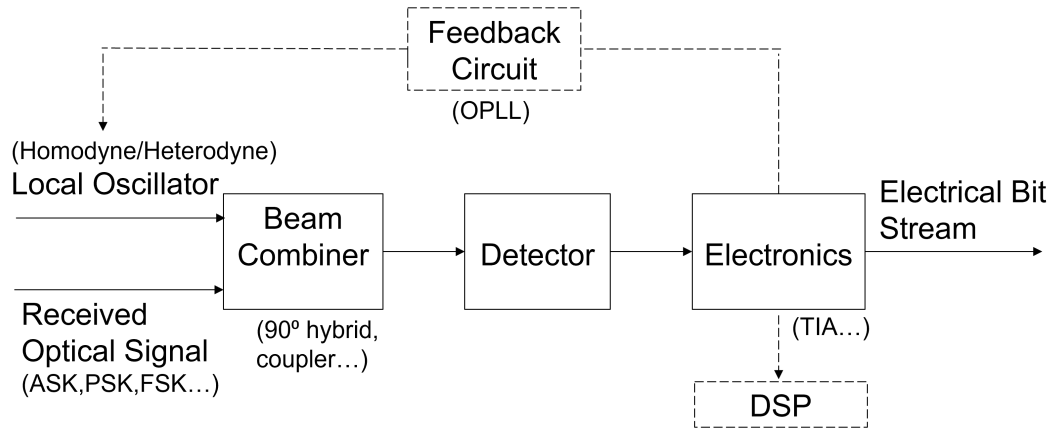 Feedback
Circuit
(OPLL)
(Homodyne/Heterodyne)
Local Oscillator
Beam
Combiner
Detector
Electronics
Electrical Bit
Stream
Received
Optical Signal
(ASK,PSK,FSK…)
(90º hybrid,
coupler…)
(TIA…)
DSP